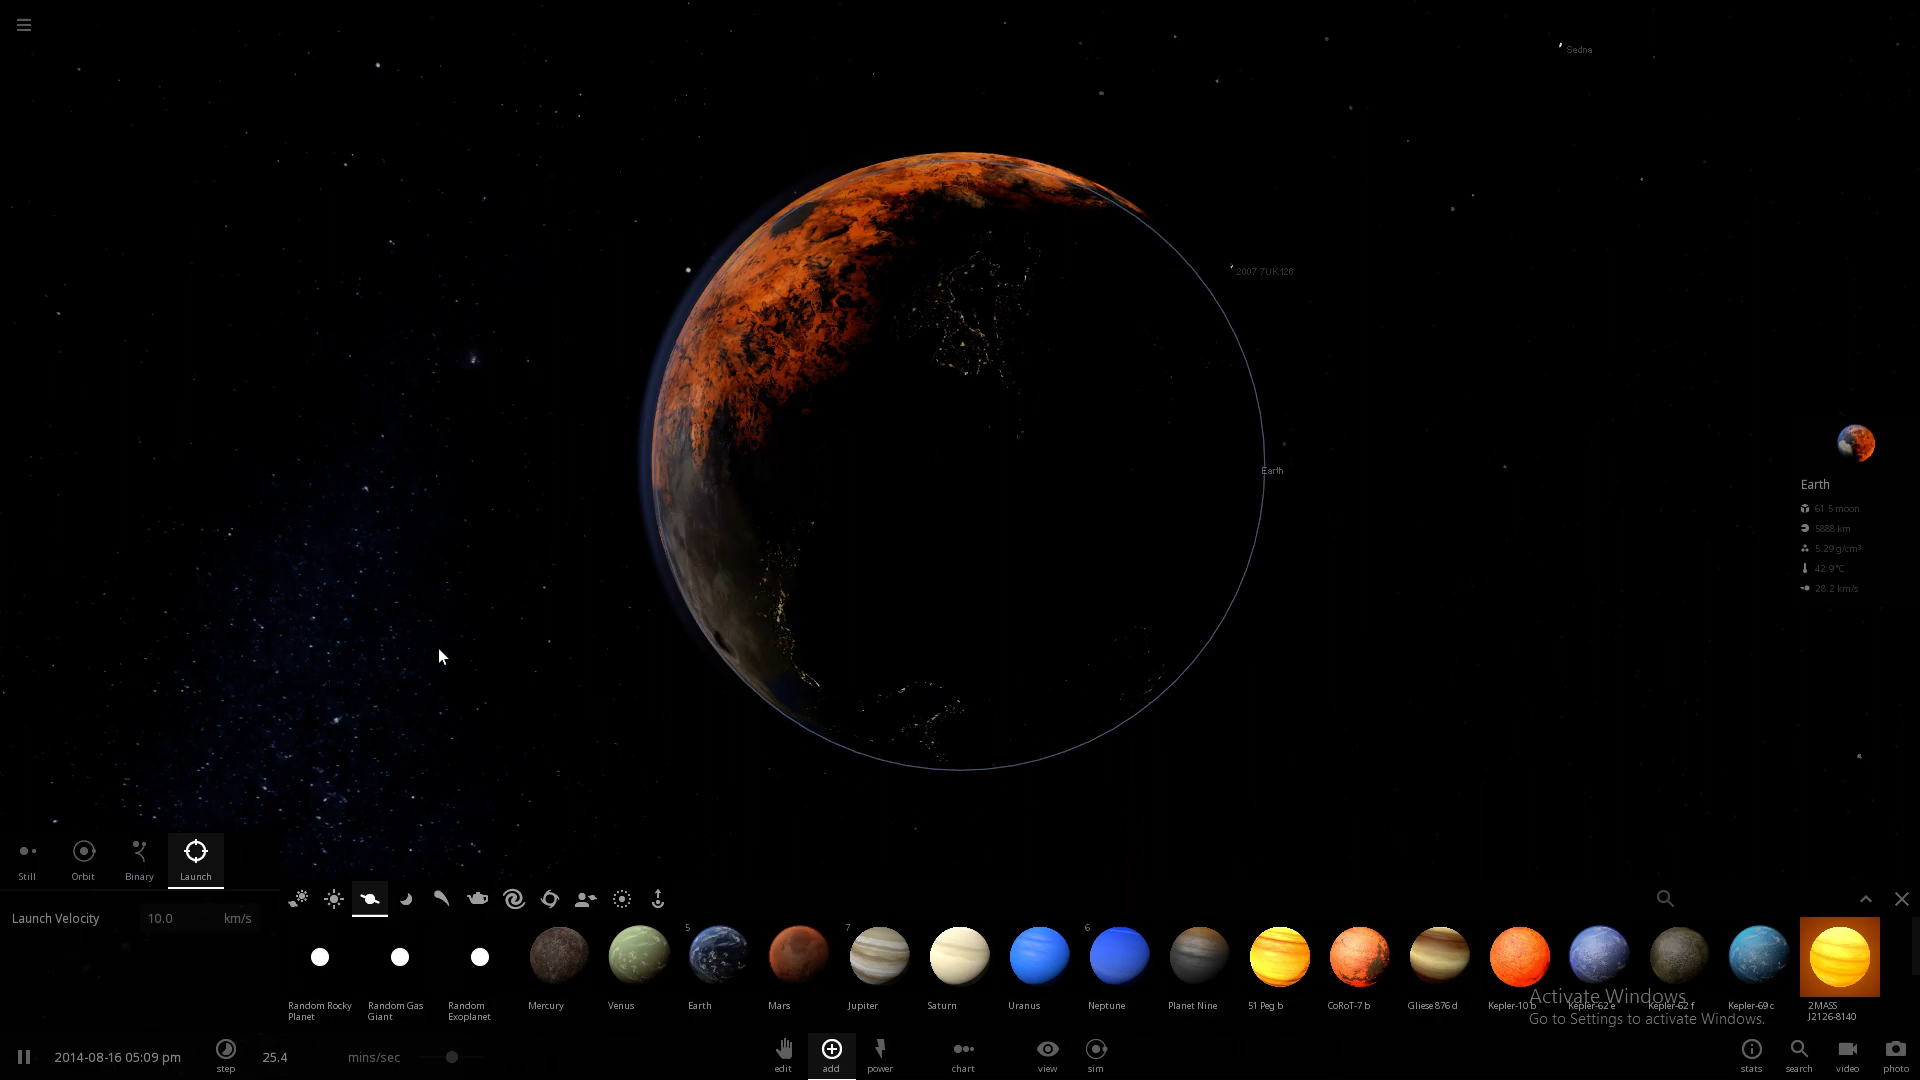 Sedna
2007 7UK126
Earth
Earth
61.5 moon
5888 km
5.29 g/cm³
42.9 °C
28.2 km/s
Still
Orbit
Binary
Launch
Launch Velocity
10.0
km/s
5
7
6
Random Rocky Planet
Random Gas Giant
Random Exoplanet
Mercury
Venus
Earth
Mars
Jupiter
Saturn
Uranus
Neptune
Planet Nine
51 Peg b
CoRoT-7 b
Gliese 876 d
Kepler-10 b
Kepler-62 e
Kepler-62 f
Kepler-69 c
2MASS J2126-8140
Activate Windows
Go to Settings to activate Windows.
2014-08-16 05:09 pm
step
25.4
mins/sec
edit
add
power
chart
view
sim
stats
search
video
photo